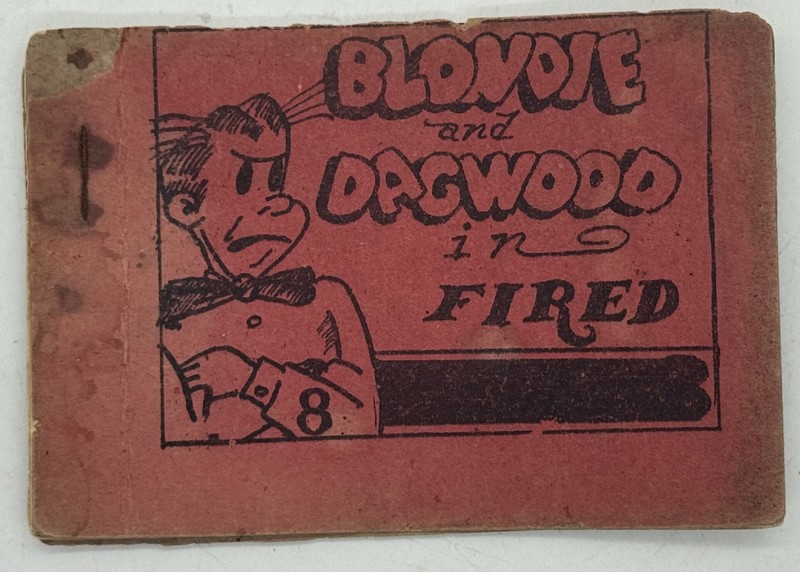 BLONDIE
and
DAGWOOD
in
FIRED
8